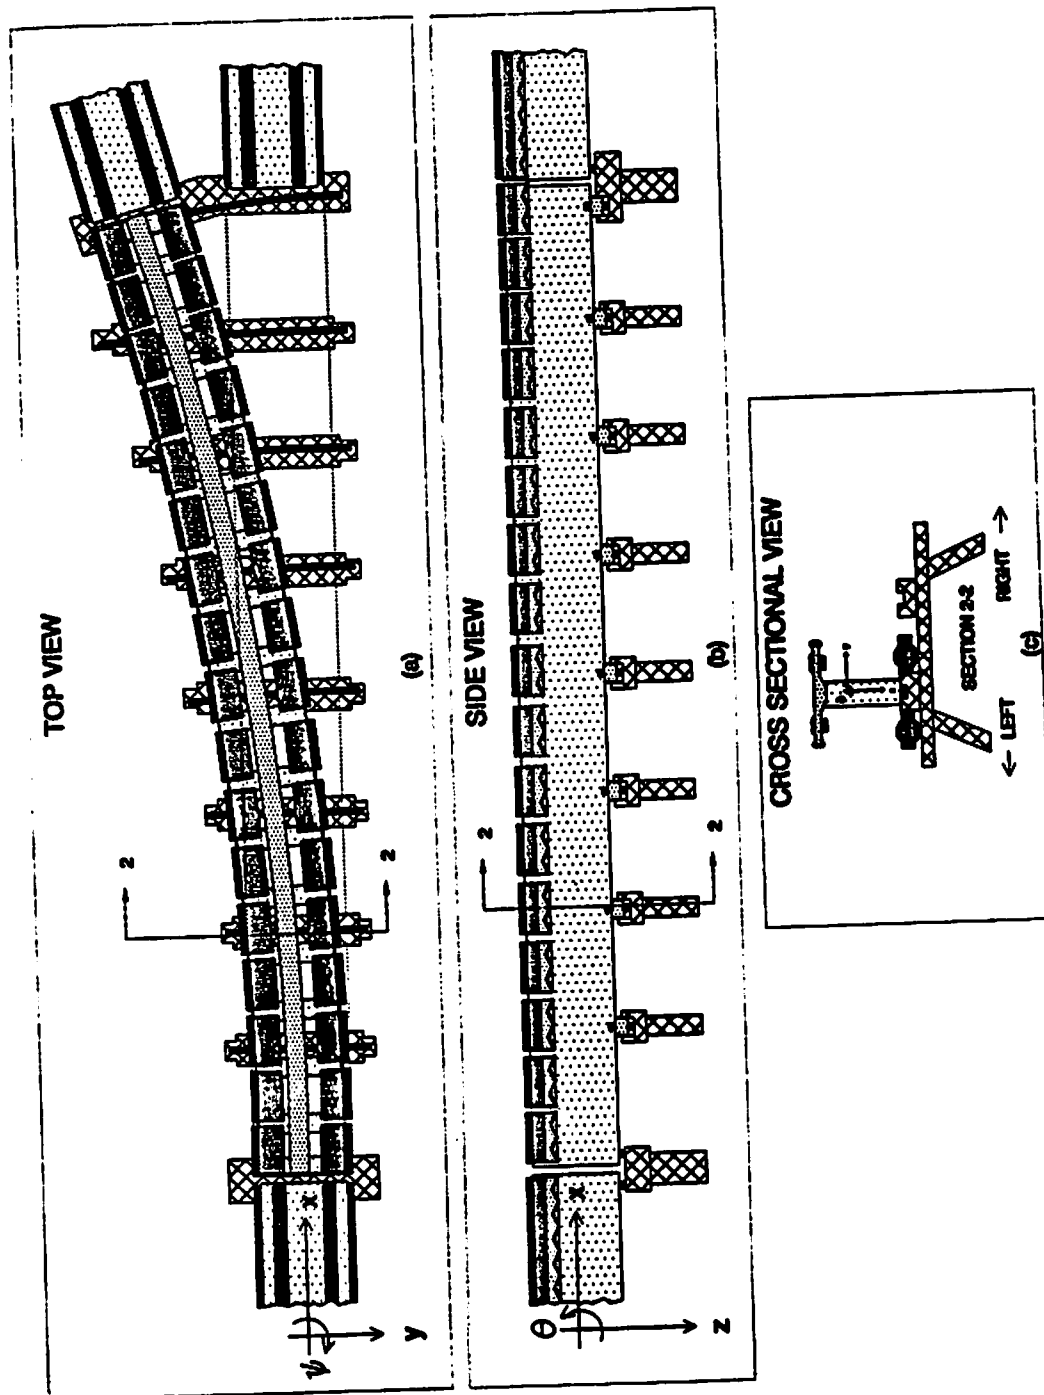 TOP VIEW
2
2
x
ψ
y
(a)
SIDE VIEW
2
2
x
θ
z
(b)
CROSS SECTIONAL VIEW
SECTION 2-2
← LEFT
RIGHT →
(c)